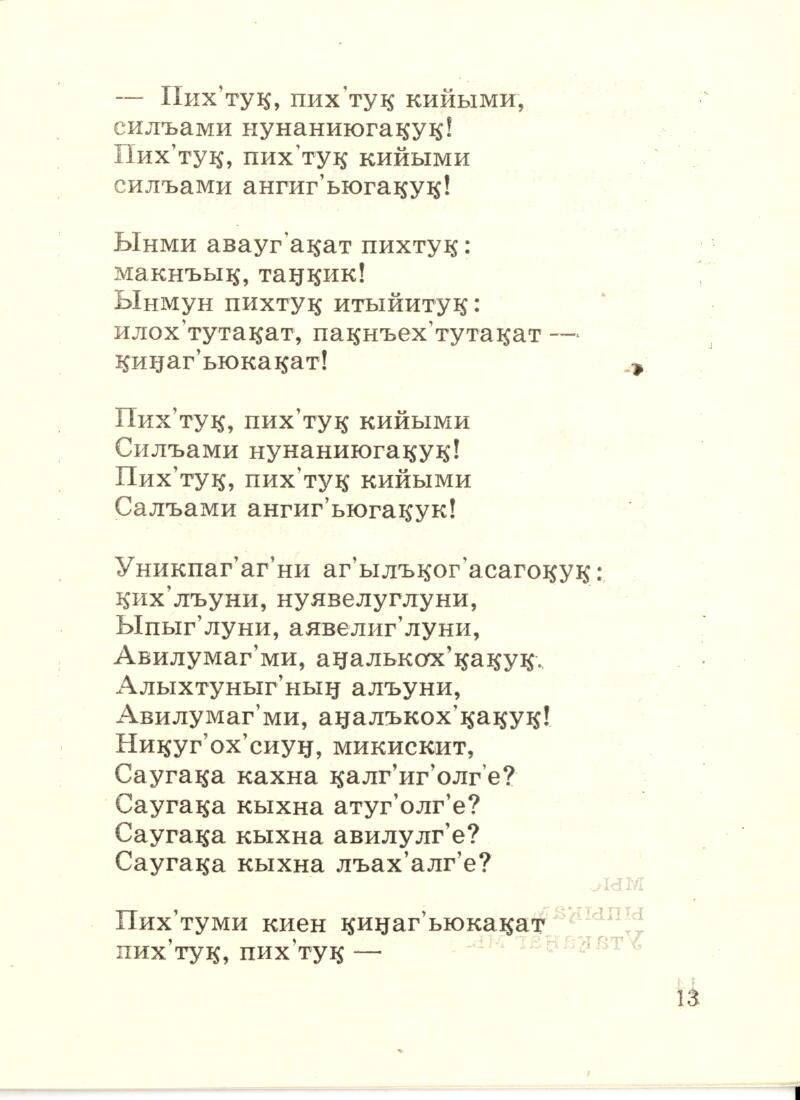 — Пих’туӄ, пих’туӄ кийыми,
силъами нунаниюгаӄуӄ!
Пих’туӄ, пих’туӄ кийыми
силъами ангиг’ьюгаӄуӄ!
Ынми авауг’аӄат пихтуӄ:
макнъыӄ, таӈӄик!
Ынмун пихтуӄ итыйитуӄ:
илох’тутаӄат, паӄнъех’тутаӄат —
ӄиӈаг’ьюкаӄат!
Пих’туӄ, пих’туӄ кийыми
Силъами нунаниюгаӄуӄ!
Пих’туӄ, пих’туӄ кийыми
Салъами ангиг’ьюгаӄук!
Уникпаг’аг’ни аг’ылъӄог’асагоӄуӄ:
ӄих’лъуни, нуявелуглуни,
Ыпыг’луни, аявелиг’луни,
Авилумаг’ми, аӈалькох’ӄаӄуӄ.
Алыхтуныг’ныӈ алъуни,
Авилумаг’ми, аӈалъкох’ӄаӄуӄ!
Ниӄуг’ох’сиуӈ, микискит,
Саугаӄа кахна ӄалг’иг’олг’е?
Саугаӄа кыхна атуг’олг’е?
Саугаӄа кыхна авилулг’е?
Саугаӄа кыхна лъах’алг’е?
Пих’туми киен ӄиӈаг’ьюкаӄат
пих’туӄ, пих’туӄ —
13